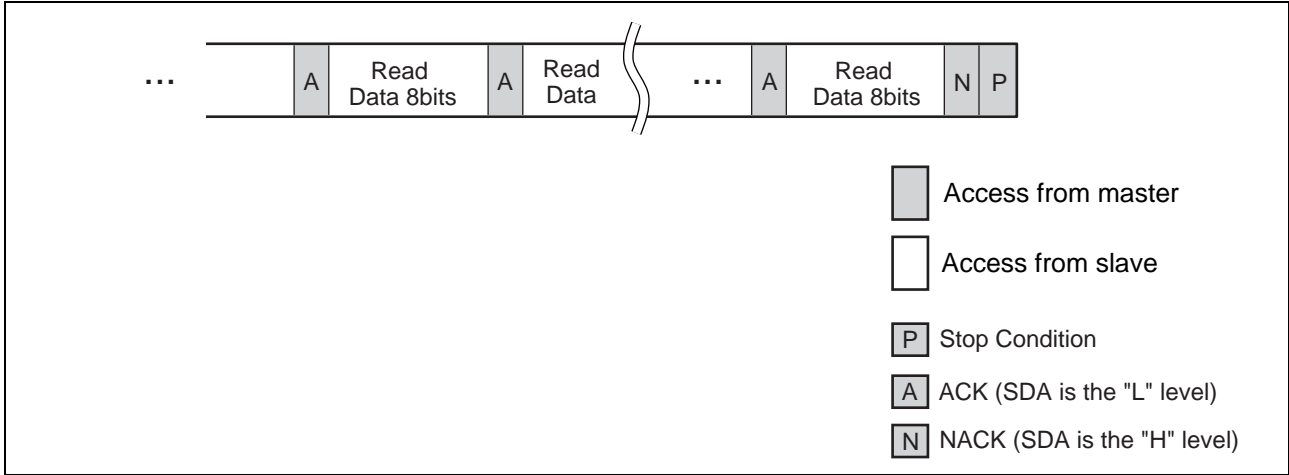 ... A Read Data 8bits A Read Data ... A Read Data 8bits N P
Access from master
Access from slave
P Stop Condition
A ACK (SDA is the "L" level)
N NACK (SDA is the "H" level)